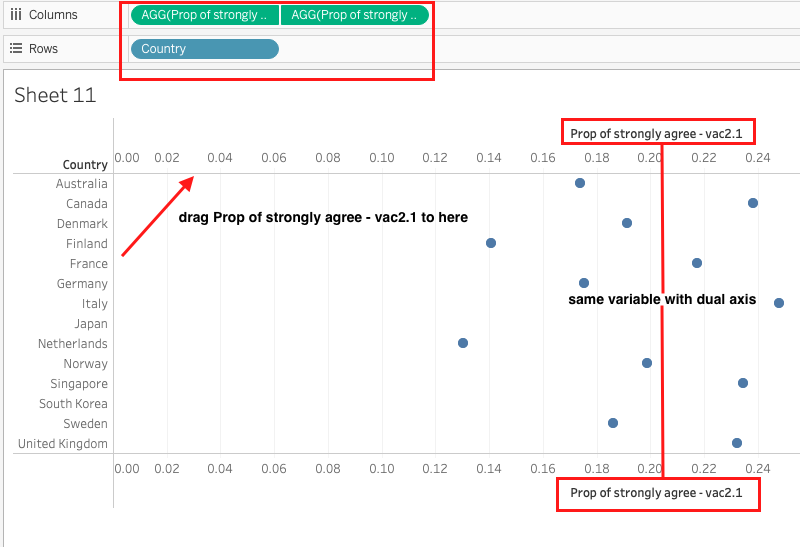 Columns
AGG(Prop of strongly ..
AGG(Prop of strongly ..
Rows
Country
Sheet 11
Prop of strongly agree - vac2.1
Country
0.00 0.02 0.04 0.06 0.08 0.10 0.12 0.14 0.16 0.18 0.20 0.22 0.24
Australia
drag Prop of strongly agree - vac2.1 to here
Canada
Denmark
Finland
France
Germany
same variable with dual axis
Italy
Japan
Netherlands
Norway
Singapore
South Korea
Sweden
United Kingdom
0.00 0.02 0.04 0.06 0.08 0.10 0.12 0.14 0.16 0.18 0.20 0.22 0.24
Prop of strongly agree - vac2.1